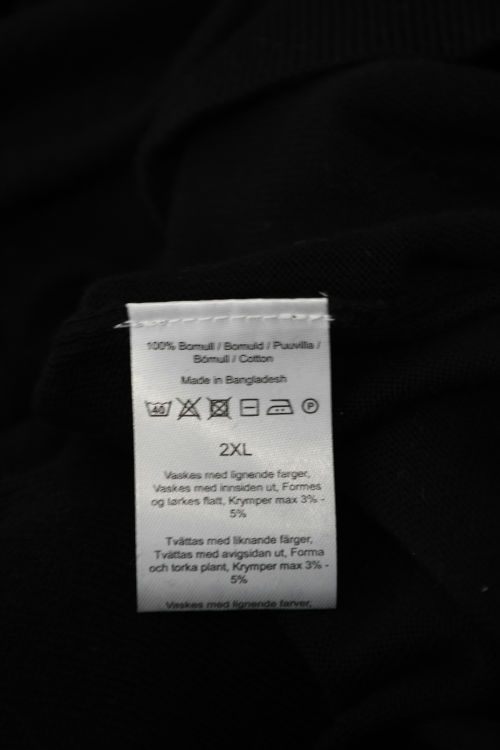 100% Bomull / Bomuld / Puuvilla /
Bómull / Cotton
Made in Bangladesh
40
P
2XL
Vaskes med lignende farger,
Vaskes med innsiden ut, Formes
og tørkes flatt, Krymper max 3% -
5%
Tvättas med liknande färger,
Tvättas med avigsidan ut, Forma
och torka plant, Krymper max 3% -
5%
Vaskes med lignende farver,